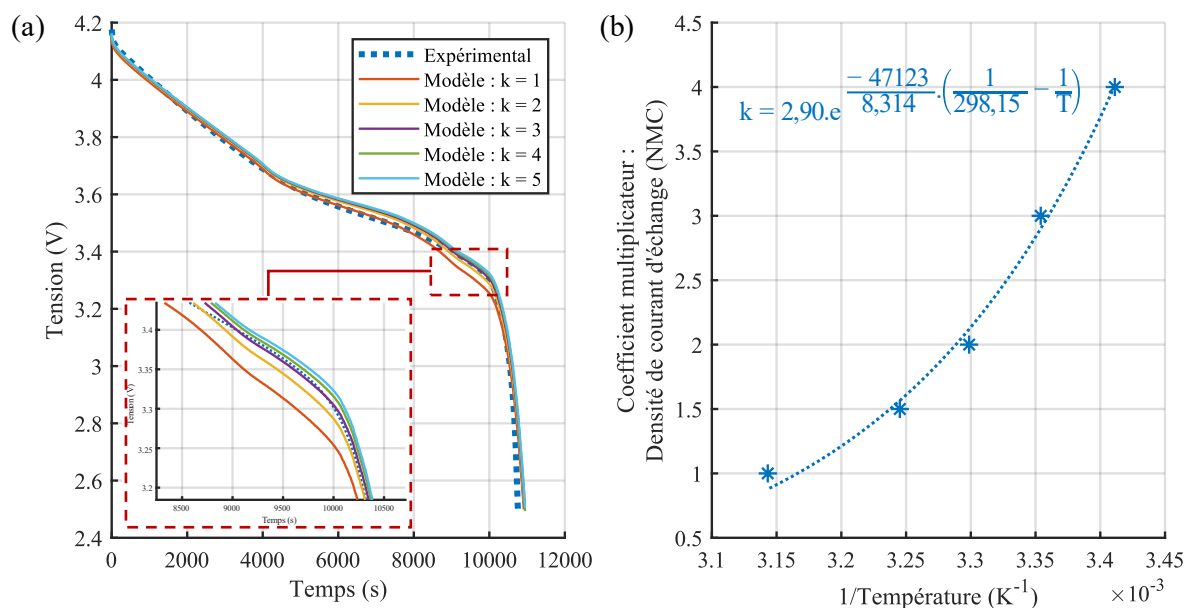 (a)
4.2
4
3.8
3.6
3.4
3.2
3
2.8
2.6
2.4
Tension (V)
Expérimental
Modèle : k = 1
Modèle : k = 2
Modèle : k = 3
Modèle : k = 4
Modèle : k = 5
3.4
3.35
3.3
3.25
3.2
Tension (V)
8500 9000 9500 10000 10500
Temps (s)
0 2000 4000 6000 8000 10000 12000
Temps (s)
(b)
4.5
4
3.5
3
2.5
2
1.5
1
0.5
Coefficient multiplicateur :
Densité de courant d'échange (NMC)
k = 2,90.e^(−47123/8,314 .(1/298,15 − 1/T))
3.1 3.15 3.2 3.25 3.3 3.35 3.4 3.45
1/Température (K⁻¹) ×10⁻³